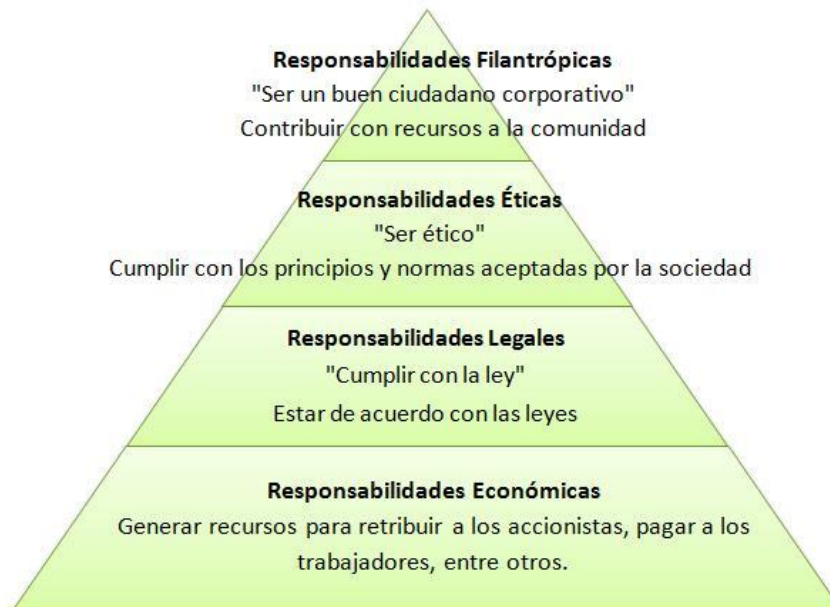 Responsabilidades Filantrópicas
"Ser un buen ciudadano corporativo"
Contribuir con recursos a la comunidad
Responsabilidades Éticas
"Ser ético"
Cumplir con los principios y normas aceptadas por la sociedad
Responsabilidades Legales
"Cumplir con la ley"
Estar de acuerdo con las leyes
Responsabilidades Económicas
Generar recursos para retribuir a los accionistas, pagar a los
trabajadores, entre otros.